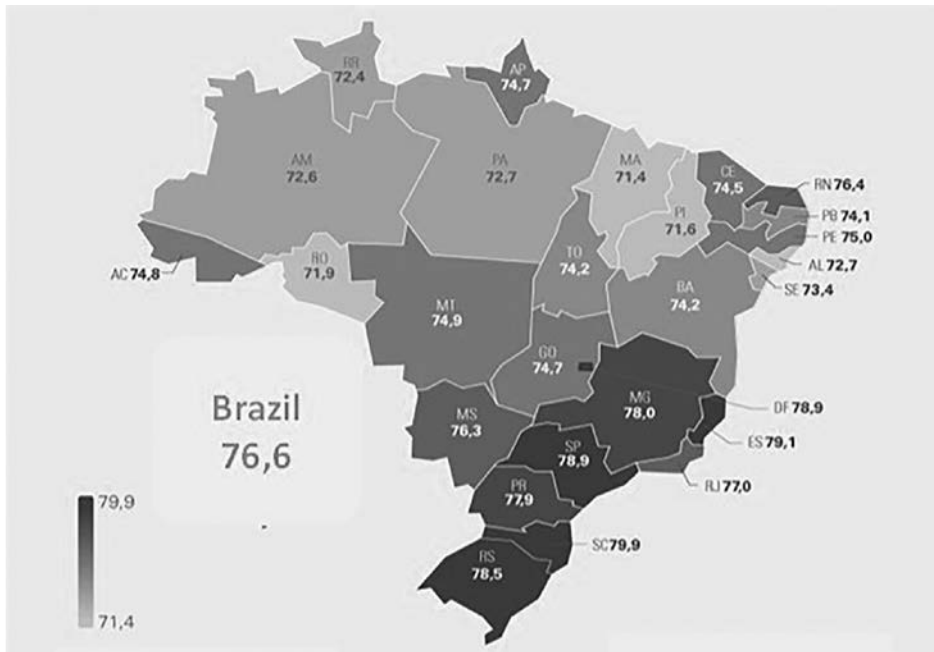 RR
72,4
AP
74,7
AM
72,6
PA
72,7
MA
71,4
CE
74,5
RN 76,4
PI
71,6
PB 74,1
PE 75,0
AL 72,7
SE 73,4
AC 74,8
RO
71,9
TO
74,2
BA
74,2
MT
74,9
GO
74,7
Brazil
76,6
MS
76,3
MG
78,0
DF 78,9
ES 79,1
SP
78,9
RJ 77,0
PR
77,9
SC 79,9
RS
78,5
79,9
71,4